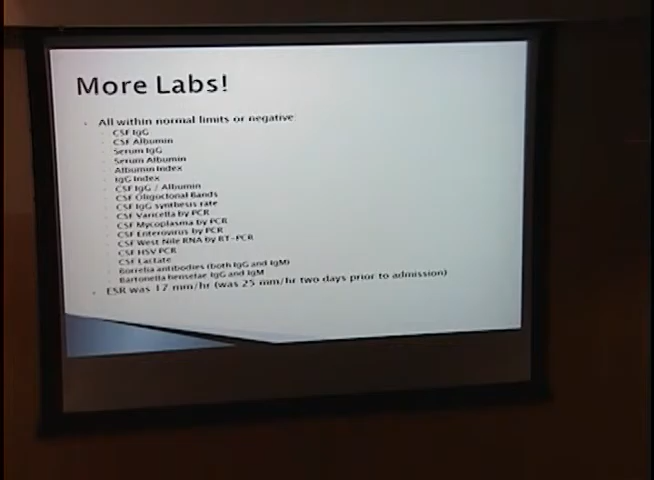 More Labs!
All within normal limits or negative:
CSF IgG
CSF Albumin
Serum IgG
Serum Albumin
Albumin Index
IgG Index
CSF IgG / Albumin
CSF Oligoclonal Bands
CSF IgG synthesis rate
CSF Varicella by PCR
CSF Mycoplasma by PCR
CSF Enterovirus by PCR
CSF West Nile RNA by RT-PCR
CSF HSV PCR
CSF Lactate
Borrelia antibodies (both IgG and IgM)
Bartonella henselae IgG and IgM
ESR was 17 mm/hr (was 25 mm/hr two days prior to admission)